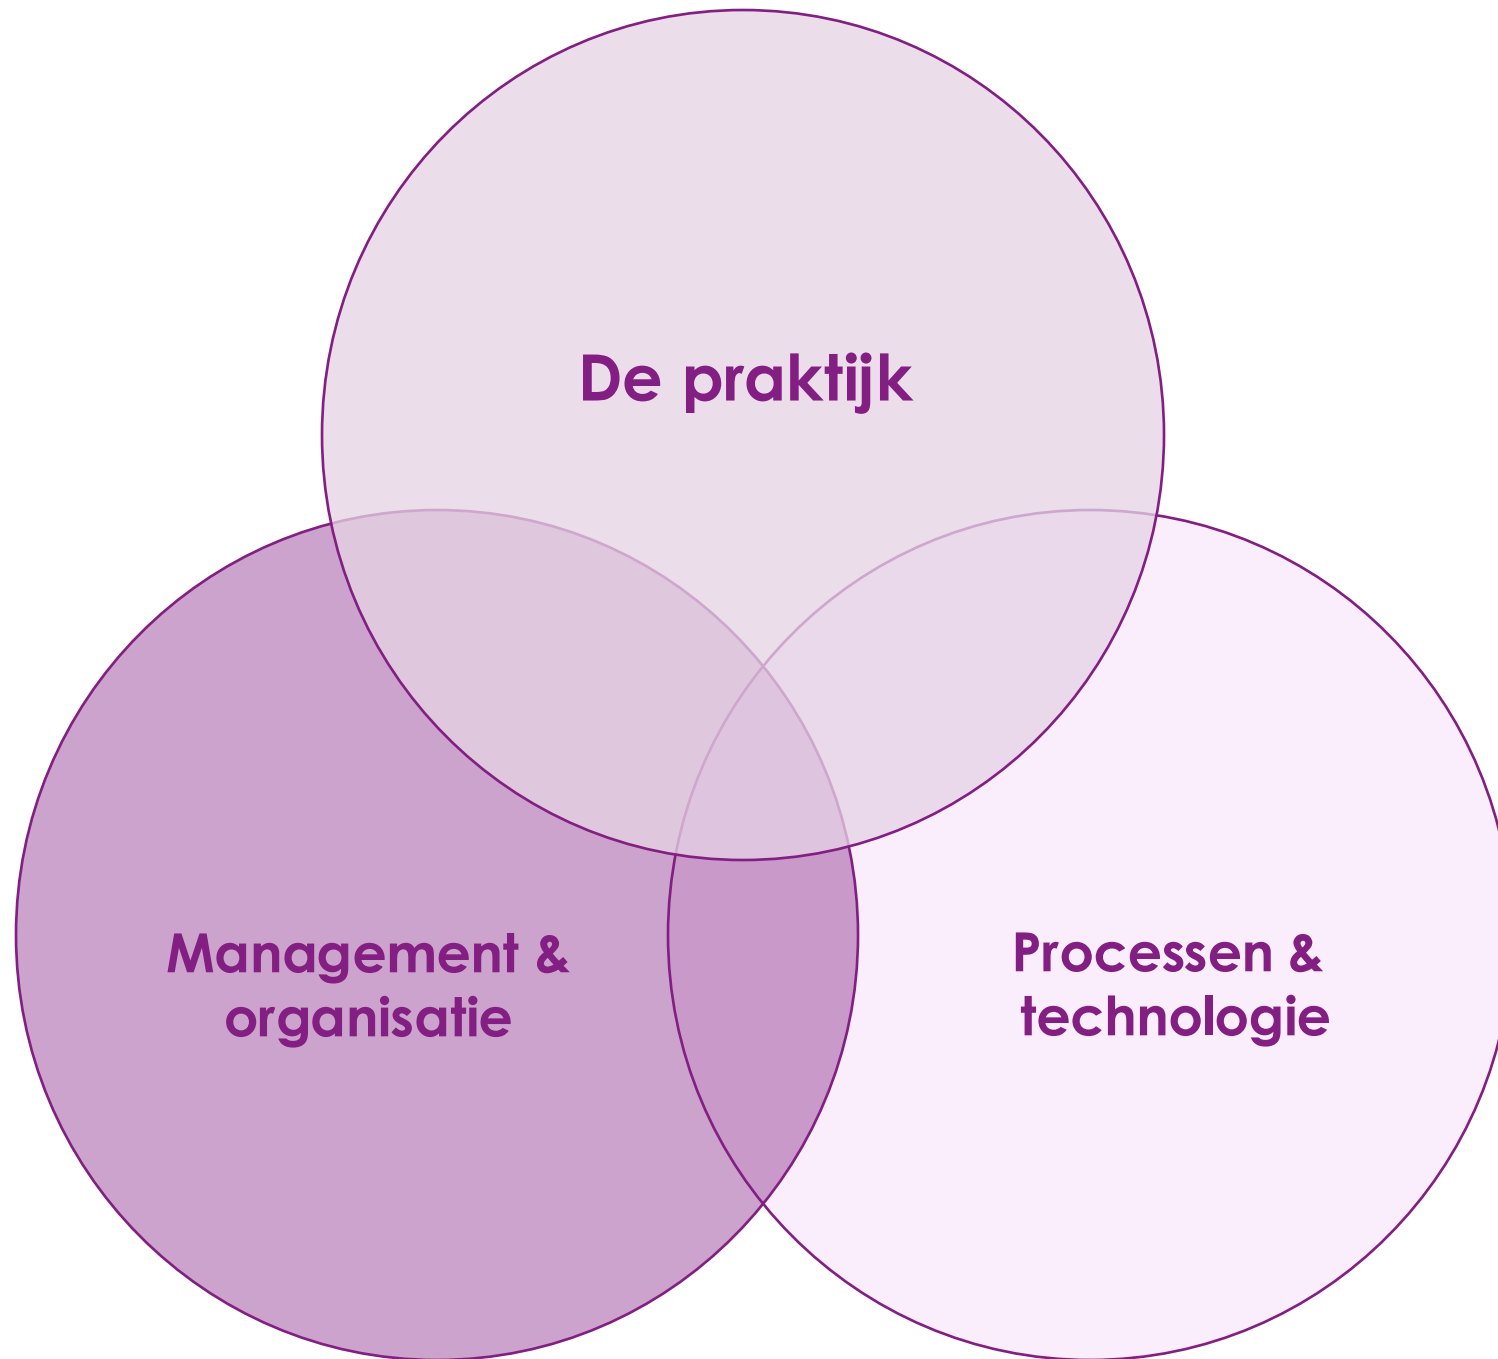 De praktijk
Management &
organisatie
Processen &
technologie